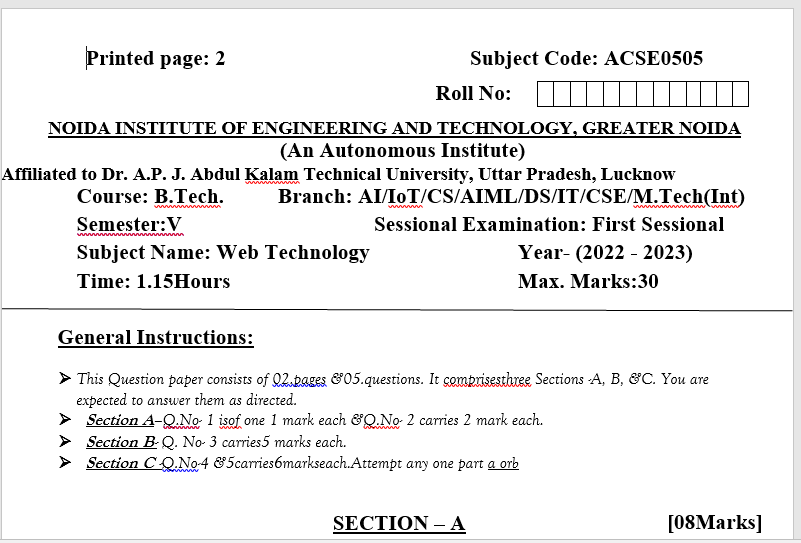 Printed page: 2 Subject Code: ACSE0505
Roll No:
NOIDA INSTITUTE OF ENGINEERING AND TECHNOLOGY, GREATER NOIDA
(An Autonomous Institute)
Affiliated to Dr. A.P. J. Abdul Kalam Technical University, Uttar Pradesh, Lucknow
Course: B.Tech. Branch: AI/IoT/CS/AIML/DS/IT/CSE/M.Tech(Int)
Semester:V Sessional Examination: First Sessional
Subject Name: Web Technology Year- (2022 - 2023)
Time: 1.15Hours Max. Marks:30
General Instructions:
➢ This Question paper consists of 02.pages &05.questions. It comprisesthree Sections -A, B, &C. You are
expected to answer them as directed.
➢ Section A–Q.No- 1 isof one 1 mark each &Q.No- 2 carries 2 mark each.
➢ Section B- Q. No- 3 carries5 marks each.
➢ Section C -Q.No-4 &5carries6markseach.Attempt any one part a orb
SECTION – A [08Marks]